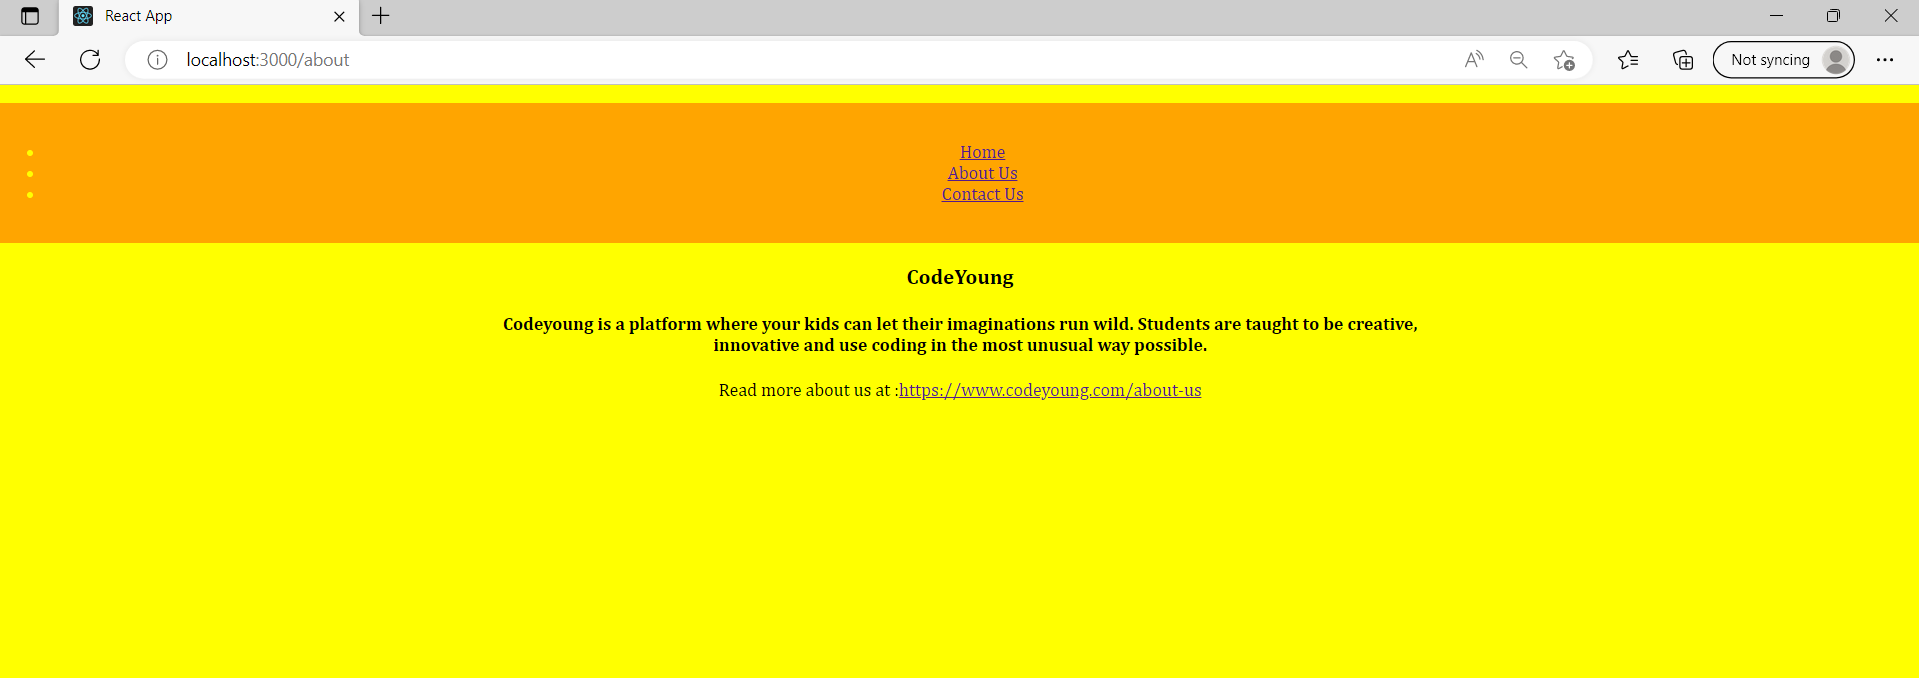 React App
localhost:3000/about
Not syncing
Home
About Us
Contact Us
CodeYoung
Codeyoung is a platform where your kids can let their imaginations run wild. Students are taught to be creative,
innovative and use coding in the most unusual way possible.
Read more about us at :https://www.codeyoung.com/about-us